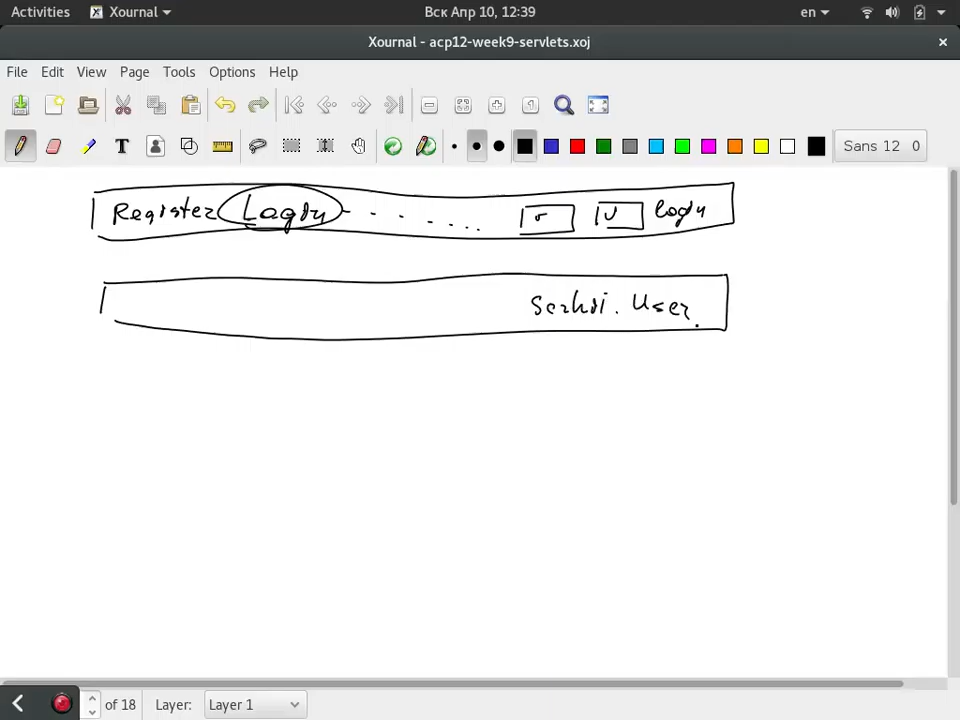 Activities Xournal Вск Апр 10, 12:39 en
Xournal - acp12-week9-servlets.xoj
File Edit View Page Tools Options Help
T Sans 12 0
Register Login login
Serhii. User
of 18 Layer: Layer 1